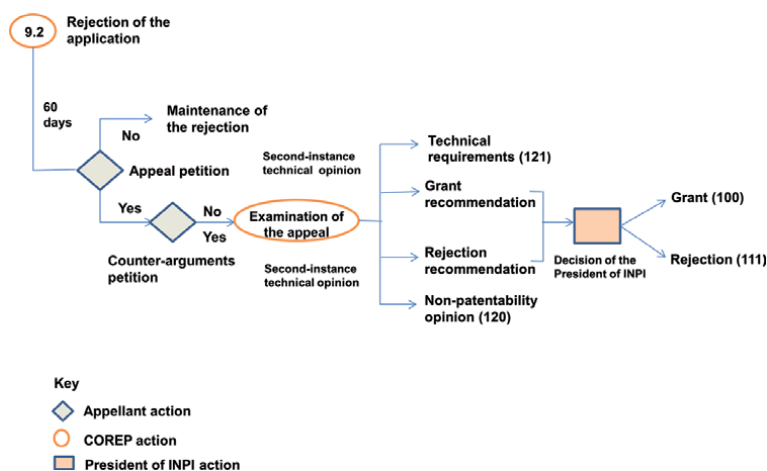 9.2
Rejection of the
application
60
days
No
Maintenance of
the rejection
Appeal petition
Yes
No
Yes
Counter-arguments
petition
Second-instance
technical opinion
Examination of
the appeal
Second-instance
technical opinion
Technical
requirements (121)
Grant
recommendation
Rejection
recommendation
Non-patentability
opinion (120)
Decision of the
President of INPI
Grant (100)
Rejection (111)
Key
Appellant action
COREP action
President of INPI action